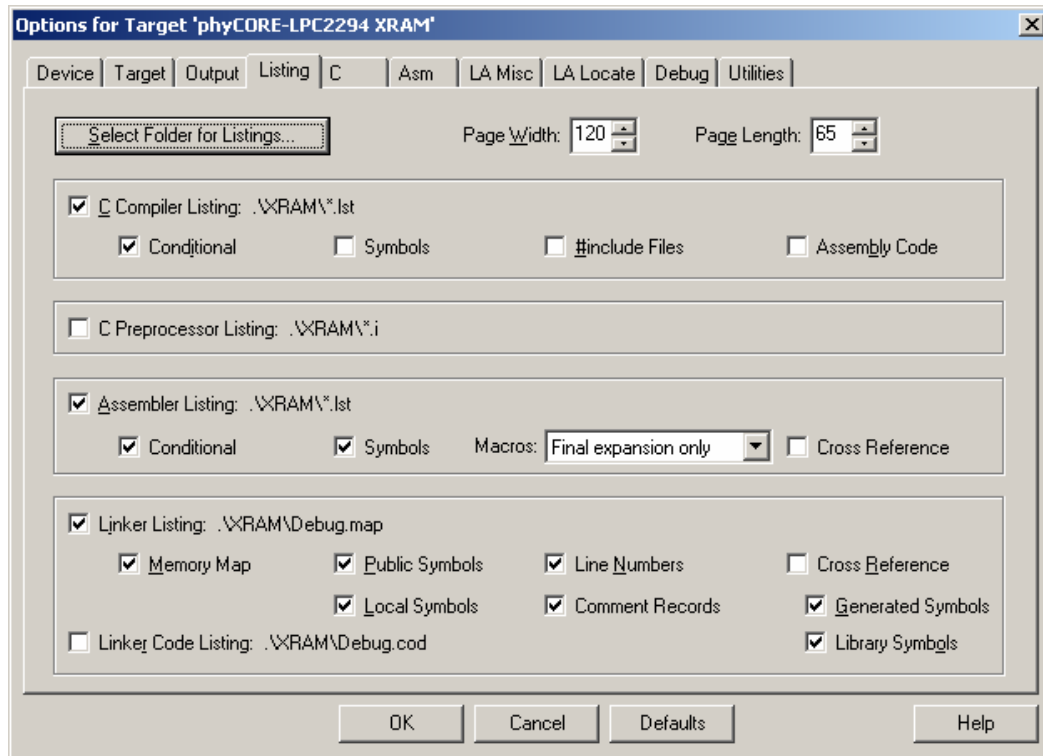 Options for Target 'phyCORE-LPC2294 XRAM'
Device Target Output Listing C Asm LA Misc LA Locate Debug Utilities
Select Folder for Listings... Page Width: 120 Page Length: 65
C Compiler Listing: .\XRAM\*.lst
Conditional Symbols #include Files Assembly Code
C Preprocessor Listing: .\XRAM\*.i
Assembler Listing: .\XRAM\*.lst
Conditional Symbols Macros: Final expansion only Cross Reference
Linker Listing: .\XRAM\Debug.map
Memory Map Public Symbols Line Numbers Cross Reference
Local Symbols Comment Records Generated Symbols
Linker Code Listing: .\XRAM\Debug.cod Library Symbols
OK Cancel Defaults Help